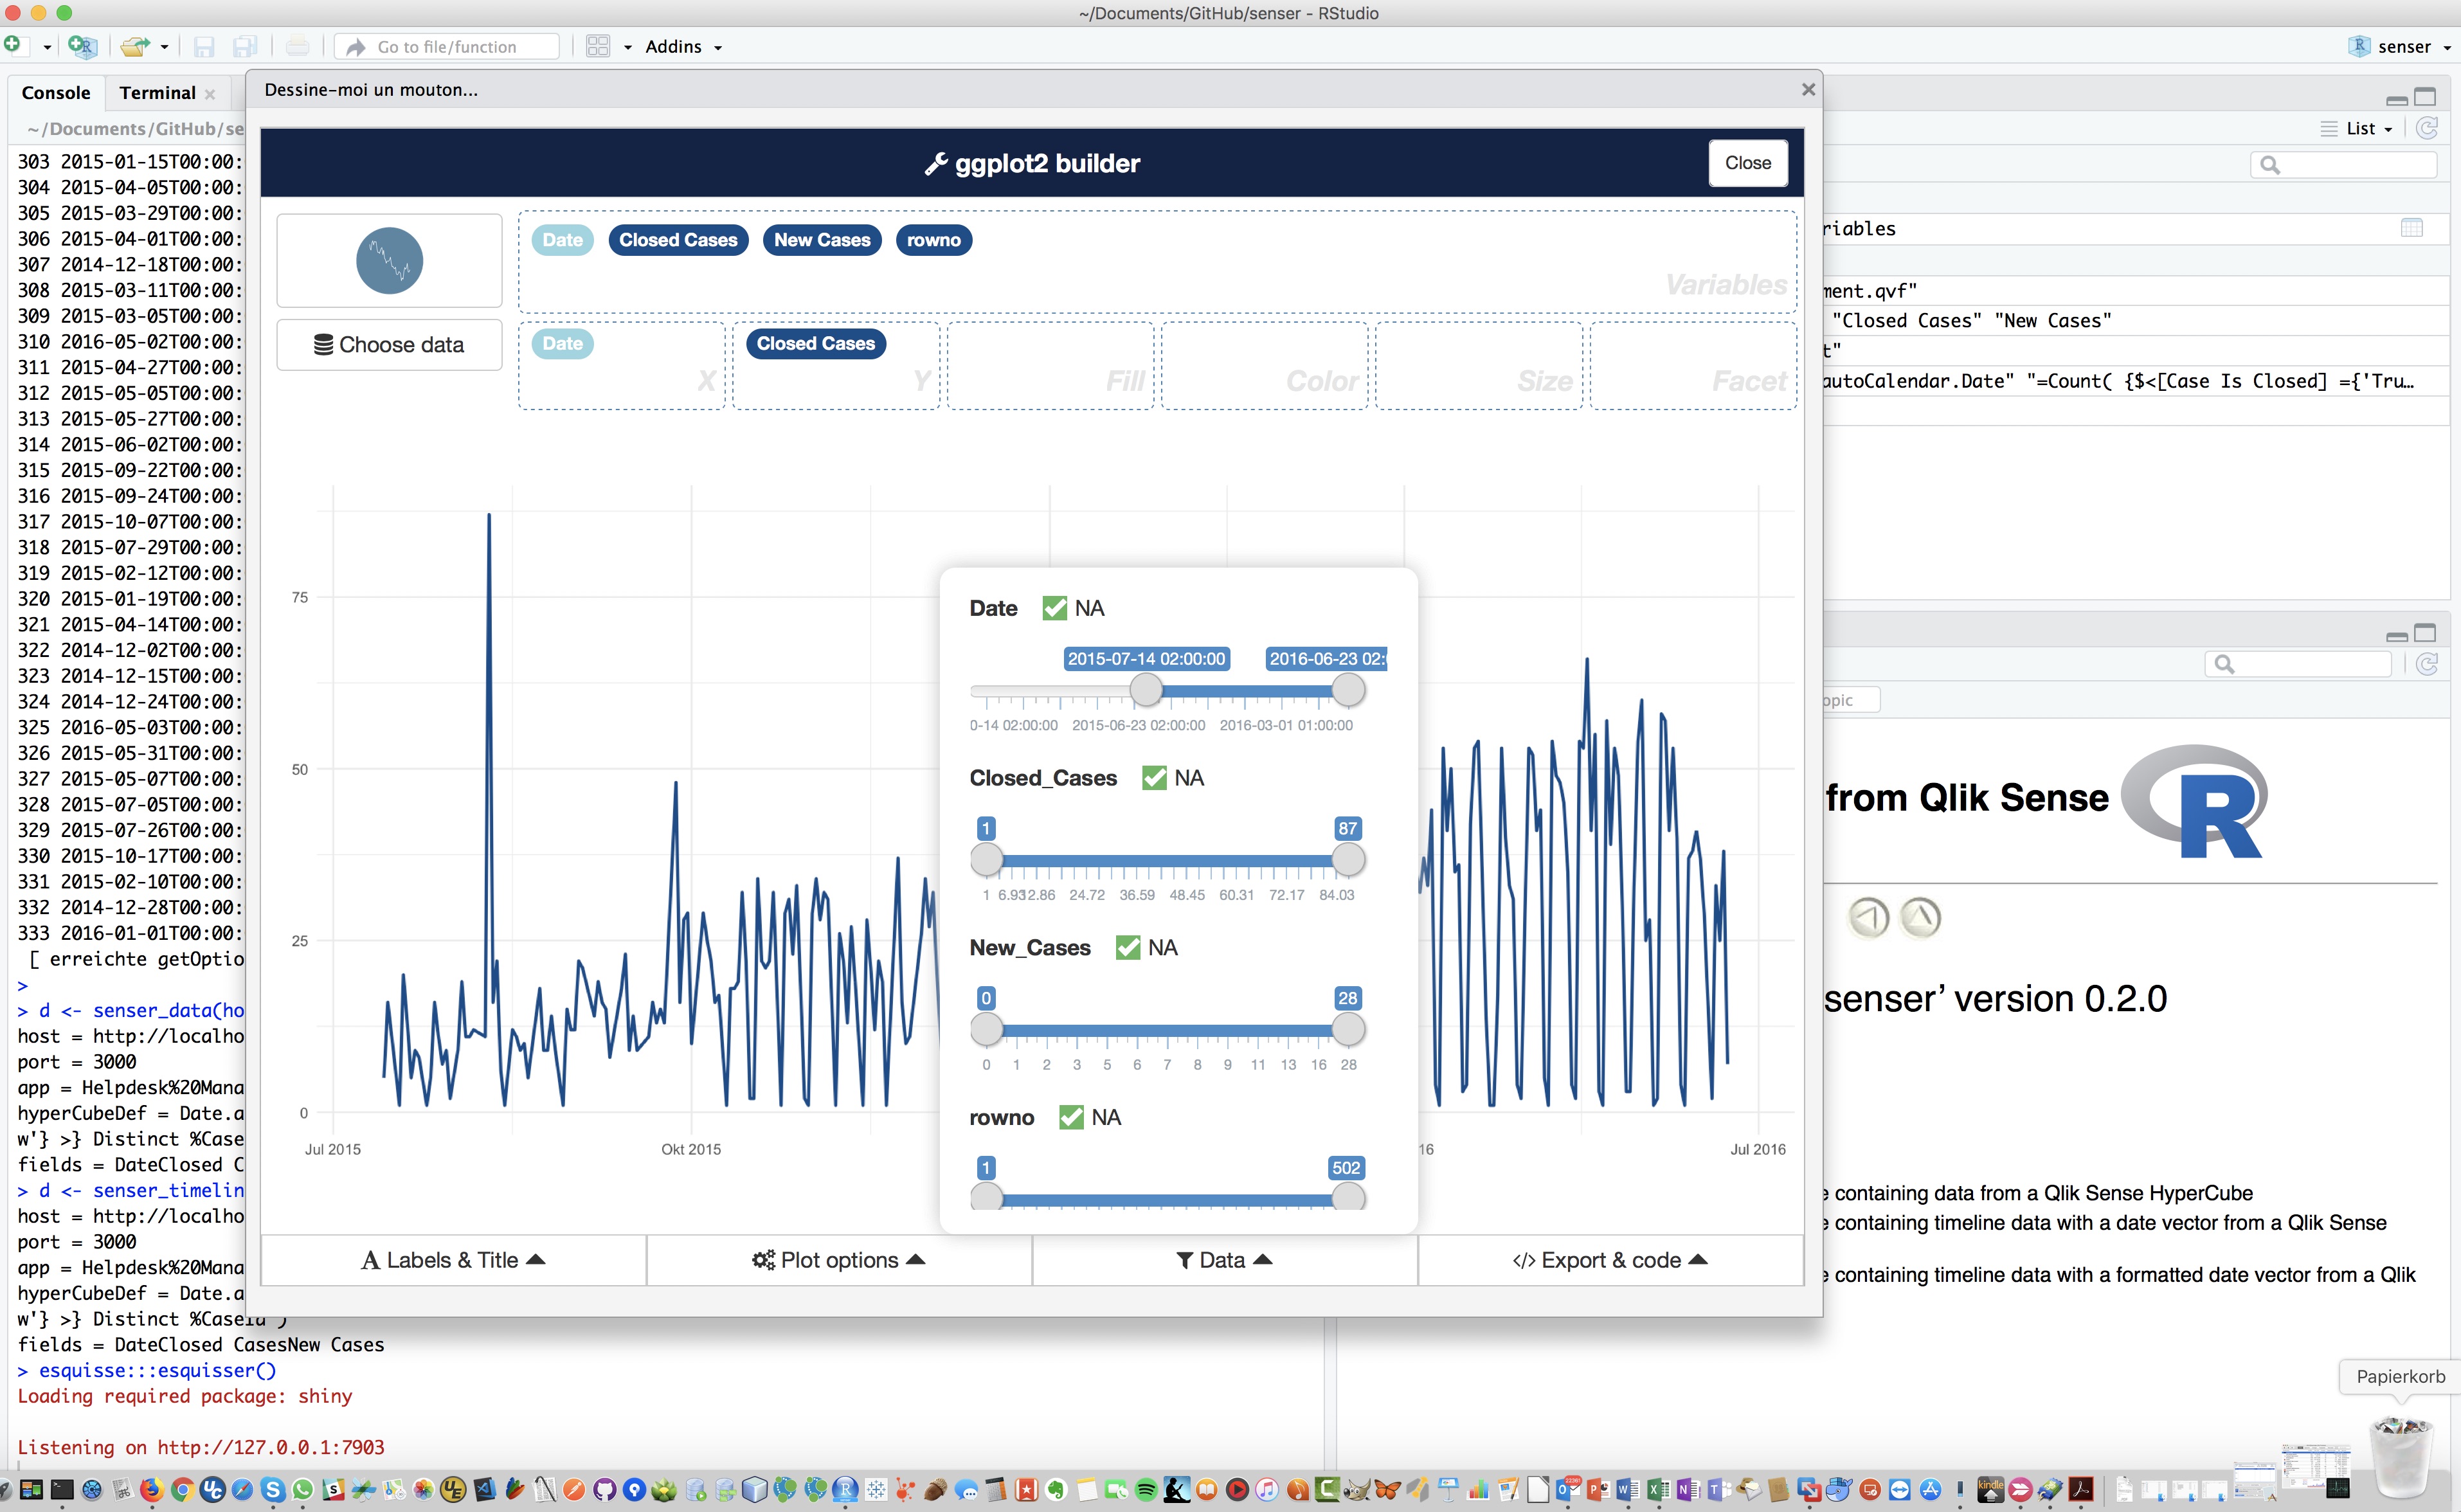 ~/Documents/GitHub/senser - RStudio
Go to file/function
Addins
senser
Console
Terminal
~/Documents/GitHub/se
303 2015-01-15T00:00:
304 2015-04-05T00:00:
305 2015-03-29T00:00:
306 2015-04-01T00:00:
307 2014-12-18T00:00:
308 2015-03-11T00:00:
309 2015-03-05T00:00:
310 2016-05-02T00:00:
311 2015-04-27T00:00:
312 2015-05-05T00:00:
313 2015-05-27T00:00:
314 2015-06-02T00:00:
315 2015-09-22T00:00:
316 2015-09-24T00:00:
317 2015-10-07T00:00:
318 2015-07-29T00:00:
319 2015-02-12T00:00:
320 2015-01-19T00:00:
321 2015-04-14T00:00:
322 2014-12-02T00:00:
323 2014-12-15T00:00:
324 2014-12-24T00:00:
325 2016-05-03T00:00:
326 2015-05-31T00:00:
327 2015-05-07T00:00:
328 2015-07-05T00:00:
329 2015-07-26T00:00:
330 2015-10-17T00:00:
331 2015-02-10T00:00:
332 2014-12-28T00:00:
333 2016-01-01T00:00:
[ erreichte getOptio
>
> d <- senser_data(ho
host = http://localho
port = 3000
app = Helpdesk%20Mana
hyperCubeDef = Date.a
w'} >} Distinct %Case
fields = DateClosed C
> d <- senser_timelin
host = http://localho
port = 3000
app = Helpdesk%20Mana
hyperCubeDef = Date.a
w'} >} Distinct %CaseId )
fields = DateClosed CasesNew Cases
> esquisse:::esquisser()
Loading required package: shiny
Listening on http://127.0.0.1:7903
Dessine-moi un mouton...
ggplot2 builder
Close
Date
Closed Cases
New Cases
rowno
Variables
Choose data
Date
X
Closed Cases
Y
Fill
Color
Size
Facet
75
50
25
0
Jul 2015
Okt 2015
16
Jul 2016
Date
NA
2015-07-14 02:00:00
2016-06-23 02:
0-14 02:00:00
2015-06-23 02:00:00
2016-03-01 01:00:00
Closed_Cases
NA
1
87
1 6.93 2.86 24.72 36.59 48.45 60.31 72.17 84.03
New_Cases
NA
0
28
0 1 2 3 5 6 7 8 9 11 13 16 28
rowno
NA
1
502
Labels & Title
Plot options
Data
</> Export & code
List
riables
ment.qvf"
"Closed Cases" "New Cases"
t"
autoCalendar.Date" "=Count( {$<[Case Is Closed] ={'Tru…
opic
from Qlik Sense
R
senser’ version 0.2.0
containing data from a Qlik Sense HyperCube
containing timeline data with a date vector from a Qlik Sense
containing timeline data with a formatted date vector from a Qlik
Papierkorb
kindle